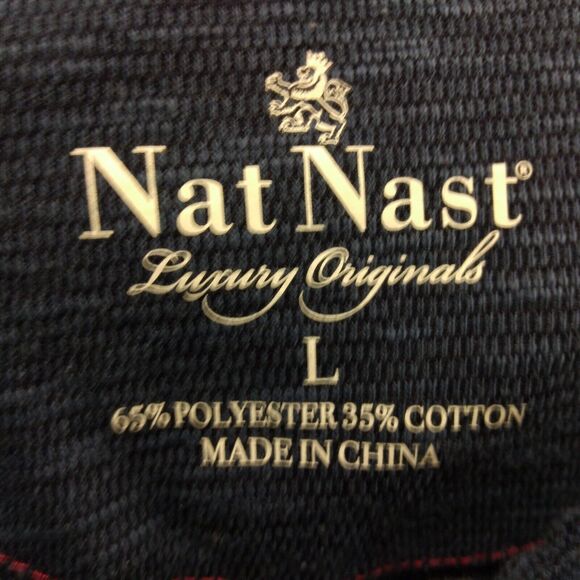 Nat Nast®
Luxury Originals
L
65% POLYESTER 35% COTTON
MADE IN CHINA